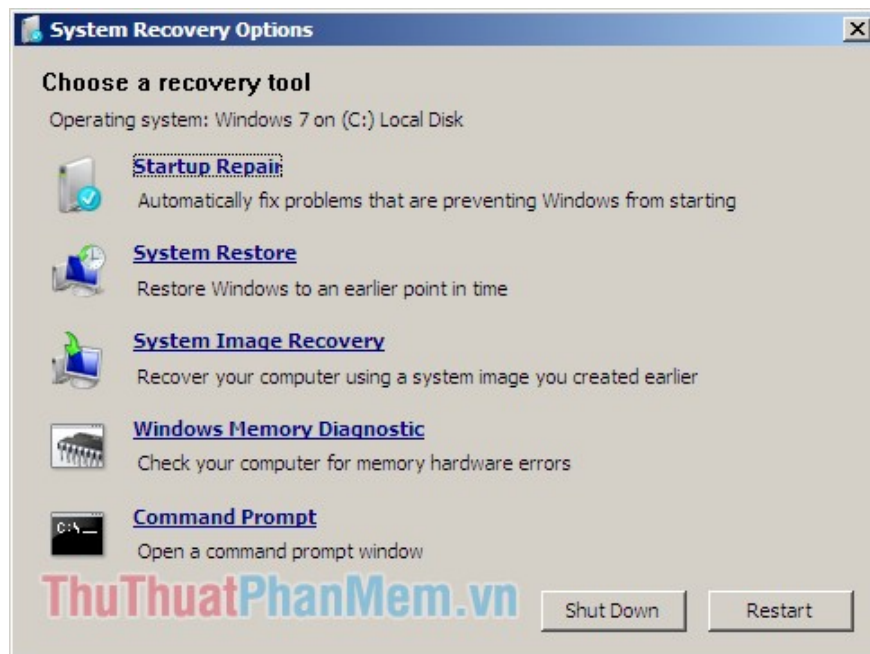 System Recovery Options
Choose a recovery tool
Operating system: Windows 7 on (C:) Local Disk
Startup Repair
Automatically fix problems that are preventing Windows from starting
System Restore
Restore Windows to an earlier point in time
System Image Recovery
Recover your computer using a system image you created earlier
Windows Memory Diagnostic
Check your computer for memory hardware errors
C:\_
Command Prompt
Open a command prompt window
ThuThuatPhanMem.vn
Shut Down
Restart